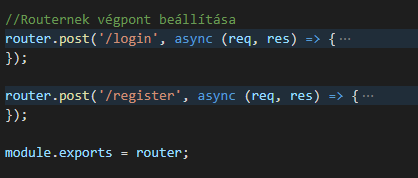 //Routernek végpont beállítása
router.post('/login', async (req, res) => {···
});

router.post('/register', async (req, res) => {···
});

module.exports = router;